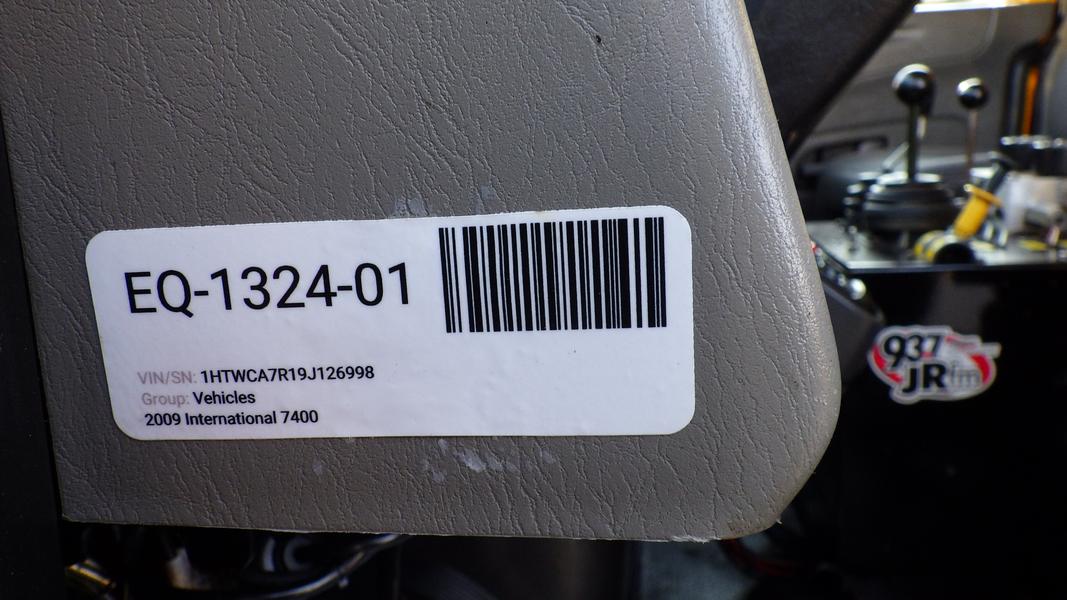 EQ-1324-01
VIN/SN: 1HTWCA7R19J126998
Group: Vehicles
2009 International 7400
937
JRfm